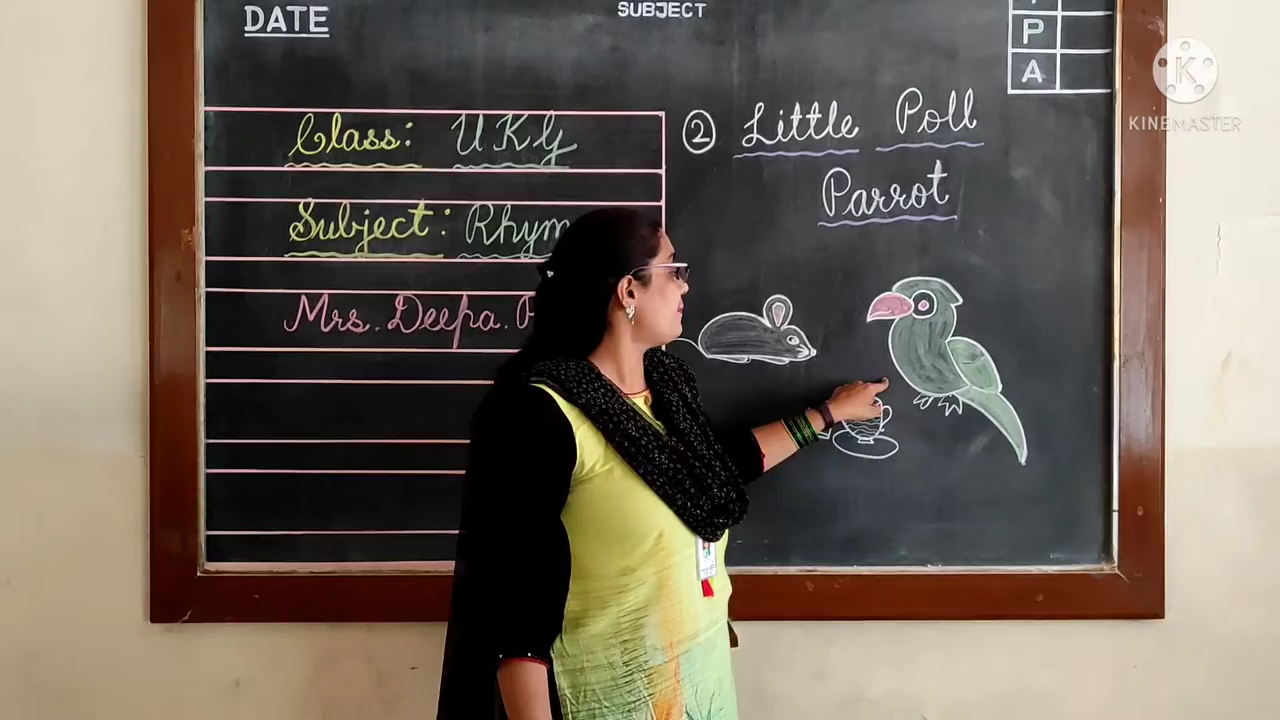 DATE
SUBJECT
P
A
Class: UKG
Subject: Rhym
Mrs. Deepa. P
② Little Poll
Parrot
KINEMASTER